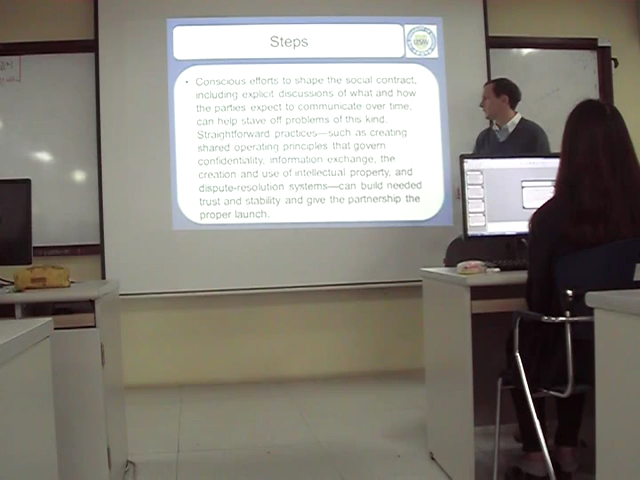 Steps
• Conscious efforts to shape the social contract,
including explicit discussions of what and how
the parties expect to communicate over time,
can help stave off problems of this kind.
Straightforward practices—such as creating
shared operating principles that govern
confidentiality, information exchange, the
creation and use of intellectual property, and
dispute-resolution systems—can build needed
trust and stability and give the partnership the
proper launch.